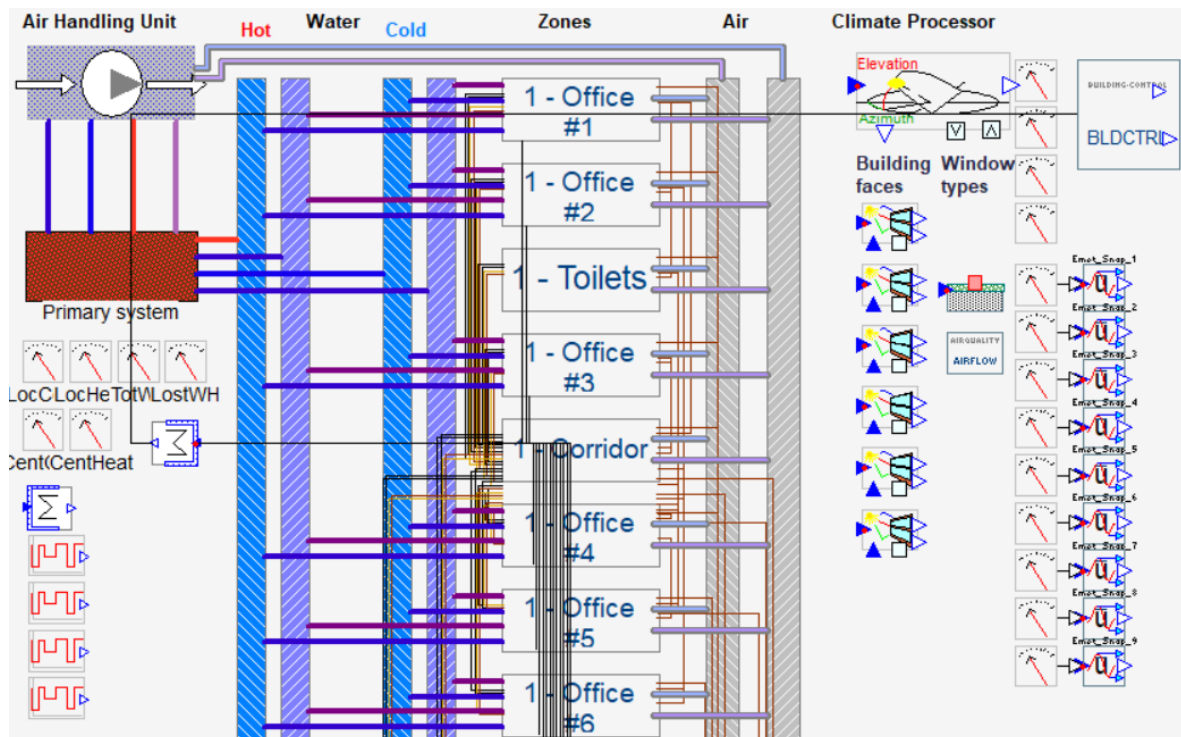 Air Handling Unit
Water
Zones
Air
Climate Processor
Hot
Cold
1 - Office
#1
Elevation
Azimuth
BUILDING-CONTROL
BLDCTRL
Building
faces
Window
types
1 - Office
#2
1 - Toilets
Primary system
1 - Office
#3
AIRQUALITY
AIRFLOW
LocHe
LostWH
CentHeat
1 - Corridor
1 - Office
#4
1 - Office
#5
1 - Office
#6
Emot_Snap_1
Emot_Snap_2
Emot_Snap_3
Emot_Snap_4
Emot_Snap_5
Emot_Snap_6
Emot_Snap_7
Emot_Snap_8
Emot_Snap_9